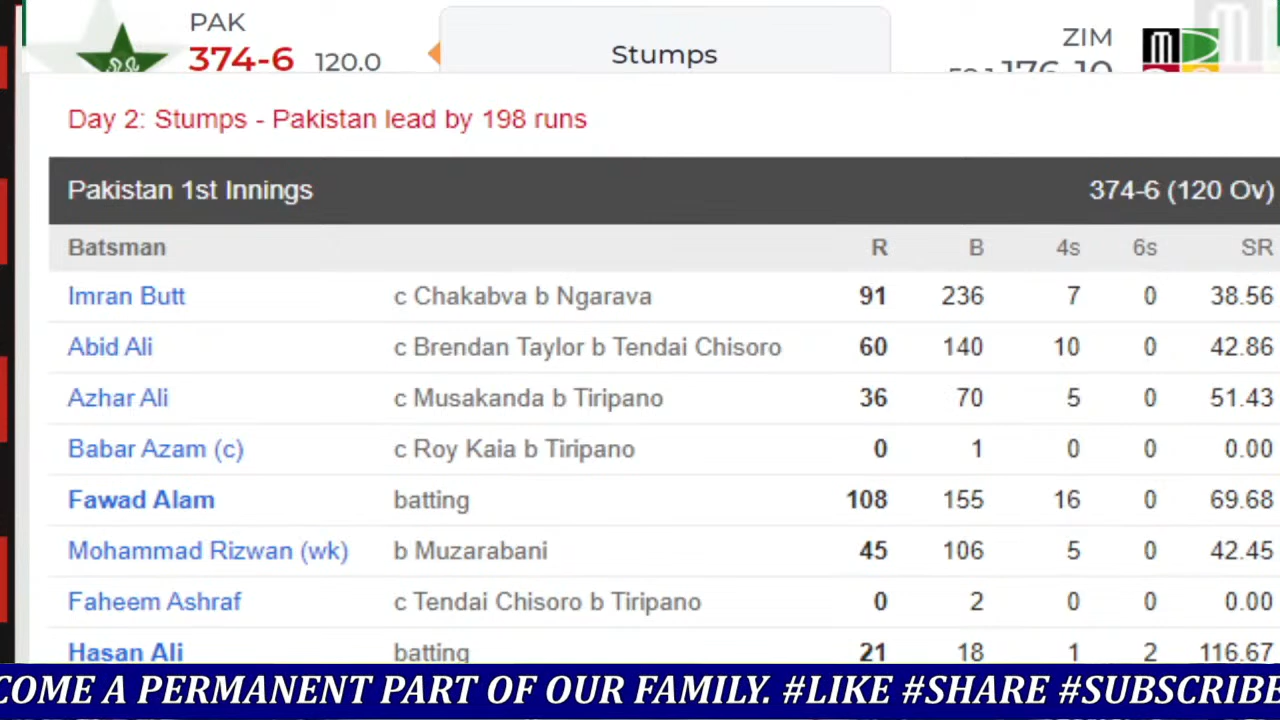 PAK
374-6 120.0
Stumps
ZIM
176-10
Day 2: Stumps - Pakistan lead by 198 runs
Pakistan 1st Innings 374-6 (120 Ov)
Batsman R B 4s 6s SR
Imran Butt c Chakabva b Ngarava 91 236 7 0 38.56
Abid Ali c Brendan Taylor b Tendai Chisoro 60 140 10 0 42.86
Azhar Ali c Musakanda b Tiripano 36 70 5 0 51.43
Babar Azam (c) c Roy Kaia b Tiripano 0 1 0 0 0.00
Fawad Alam batting 108 155 16 0 69.68
Mohammad Rizwan (wk) b Muzarabani 45 106 5 0 42.45
Faheem Ashraf c Tendai Chisoro b Tiripano 0 2 0 0 0.00
Hasan Ali batting 21 18 1 2 116.67
COME A PERMANENT PART OF OUR FAMILY. #LIKE #SHARE #SUBSCRIBE